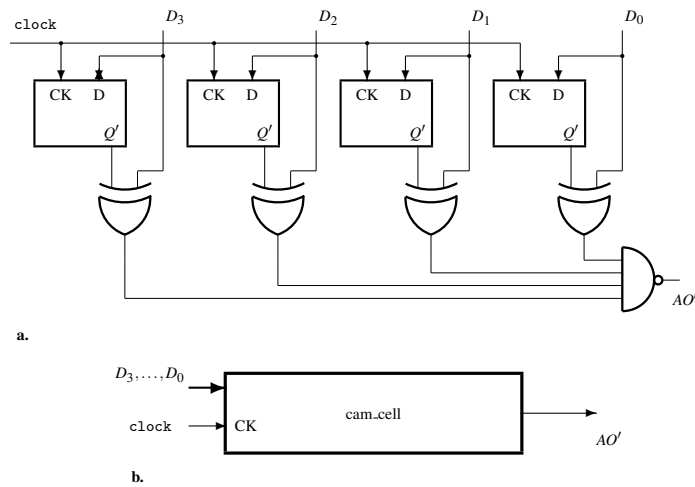 clock D3 D2 D1 D0
CK D CK D CK D CK D
Q′ Q′ Q′ Q′
AO′
a.
D3,...,D0
cam_cell
clock CK
AO′
b.